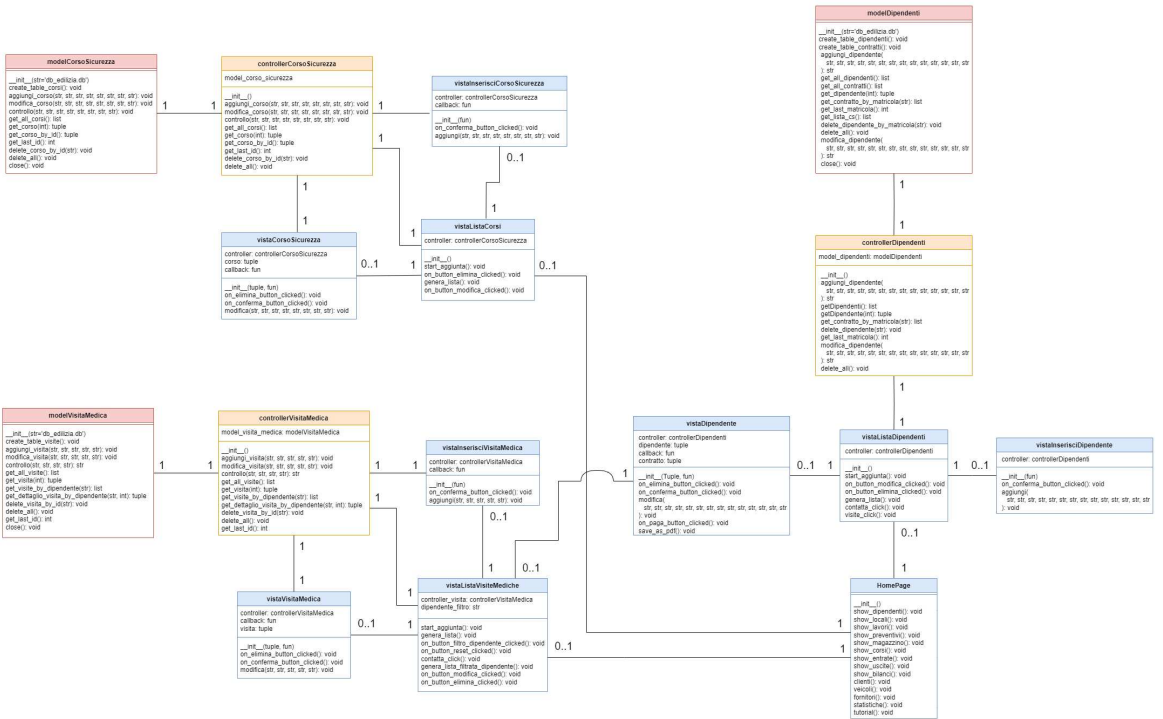 modelDipendenti
__init__(str='db_edilizia.db')
create_table_dipendenti(): void
create_table_contratti(): void
aggiungi_dipendente(
str, str, str, str, str, str, str, str, str, str, str, str, str, str
): str
get_all_dipendenti(): list
get_all_contratti(): list
get_dipendente(int): tuple
get_contratto_by_matricola(str): list
get_last_matricola(): int
get_lista_cs(): list
delete_dipendente_by_matricola(str): void
delete_all(): void
modifica_dipendente(
str, str, str, str, str, str, str, str, str, str, str, str, str, str
): str
close(): void
modelCorsoSicurezza
__init__(str='db_edilizia.db')
create_table_corsi(): void
aggiungi_corso(str, str, str, str, str, str, str, str): void
modifica_corso(str, str, str, str, str, str, str, str): void
controllo(str, str, str, str, str, str, str, str): void
get_all_corsi(): list
get_corso(int): tuple
get_corso_by_id(): tuple
get_last_id(): int
delete_corso_by_id(str): void
delete_all(): void
close(): void
1
1
controllerCorsoSicurezza
model_corso_sicurezza
__init__()
aggiungi_corso(str, str, str, str, str, str, str, str): void
modifica_corso(str, str, str, str, str, str, str, str): void
controllo(str, str, str, str, str, str, str, str): void
get_all_corsi(): list
get_corso(int): tuple
get_corso_by_id(): tuple
get_last_id(): int
delete_corso_by_id(str): void
delete_all(): void
1
1
1
1
1
1
vistaInserisciCorsoSicurezza
controller: controllerCorsoSicurezza
callback: fun
__init__(fun)
on_conferma_button_clicked(): void
aggiungi(str, str, str, str, str, str, str): void
0..1
1
vistaCorsoSicurezza
controller: controllerCorsoSicurezza
corso: tuple
callback: fun
__init__(tuple, fun)
on_elimina_button_clicked(): void
on_conferma_button_clicked(): void
modifica(str, str, str, str, str, str, str, str): void
0..1
1
vistaListaCorsi
controller: controllerCorsoSicurezza
__init__()
start_aggiunta(): void
on_button_elimina_clicked(): void
genera_lista(): void
on_button_modifica_clicked(): void
0..1
1
1
controllerDipendenti
model_dipendenti: modelDipendenti
__init__()
aggiungi_dipendente(
str, str, str, str, str, str, str, str, str, str, str, str, str, str
): str
getDipendenti(): list
getDipendente(int): tuple
get_contratto_by_matricola(str): list
delete_dipendente(str): void
get_last_matricola(): int
modifica_dipendente(
str, str, str, str, str, str, str, str, str, str, str, str, str, str
): str
delete_all(): void
1
1
modelVisitaMedica
__init__(str='db_edilizia.db')
create_table_visite(): void
aggiungi_visita(str, str, str, str, str): void
modifica_visita(str, str, str, str, str): void
controllo(str, str, str, str): str
get_all_visite(): list
get_visita(int): tuple
get_visite_by_dipendente(str): list
get_dettaglio_visita_by_dipendente(str, int): tuple
delete_visita_by_id(str): void
delete_all(): void
get_last_id(): int
close(): void
1
1
controllerVisitaMedica
model_visita_medica: modelVisitaMedica
__init__()
aggiungi_visita(str, str, str, str, str): void
modifica_visita(str, str, str, str, str): void
controllo(str, str, str, str): str
get_all_visite(): list
get_visita(int): tuple
get_visite_by_dipendente(str): list
get_dettaglio_visita_by_dipendente(str, int): tuple
delete_visita_by_id(str): void
delete_all(): void
get_last_id(): int
1
1
1
1
1
1
vistaInserisciVisitaMedica
controller: controllerVisitaMedica
callback: fun
__init__(fun)
on_conferma_button_clicked(): void
aggiungi(str, str, str, str, str): void
0..1
1
vistaDipendente
controller: controllerDipendenti
dipendente: tuple
callback: fun
contratto: tuple
__init__(Tuple, fun)
on_elimina_button_clicked(): void
on_conferma_button_clicked(): void
modifica(
str, str, str, str, str, str, str, str, str, str, str, str, str, str
): void
on_paga_button_clicked(): void
save_as_pdf(): void
1
0..1
0..1
1
vistaListaDipendenti
controller: controllerDipendenti
__init__()
start_aggiunta(): void
on_button_modifica_clicked(): void
on_button_elimina_clicked(): void
genera_lista(): void
contatta_click(): void
visite_click(): void
1
0..1
0..1
1
vistaInserisciDipendente
controller: controllerDipendenti
__init__(fun)
on_conferma_button_clicked(): void
aggiungi(
str, str, str, str, str, str, str, str, str, str, str, str, str, str
): void
vistaVisitaMedica
controller: controllerVisitaMedica
callback: fun
visita: tuple
__init__(tuple, fun)
on_elimina_button_clicked(): void
on_conferma_button_clicked(): void
modifica(str, str, str, str, str): void
0..1
1
vistaListaVisiteMediche
controller_visita: controllerVisitaMedica
dipendente_filtro: str
start_aggiunta(): void
genera_lista(): void
on_button_filtro_dipendente_clicked(): void
on_button_reset_clicked(): void
contatta_click(): void
genera_lista_filtrata_dipendente(): void
on_button_modifica_clicked(): void
on_button_elimina_clicked(): void
0..1
1
1
HomePage
__init__()
show_dipendenti(): void
show_locali(): void
show_lavori(): void
show_preventivi(): void
show_magazzino(): void
show_corsi(): void
show_entrate(): void
show_uscite(): void
show_bilanci(): void
clienti(): void
veicoli(): void
fornitori(): void
statistiche(): void
tutorial(): void